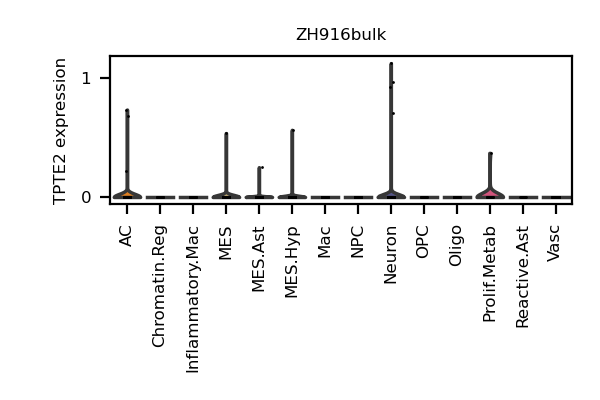 ZH916bulk
TPTE2 expression
1
0
AC
Chromatin.Reg
Inflammatory.Mac
MES
MES.Ast
MES.Hyp
Mac
NPC
Neuron
OPC
Oligo
Prolif.Metab
Reactive.Ast
Vasc